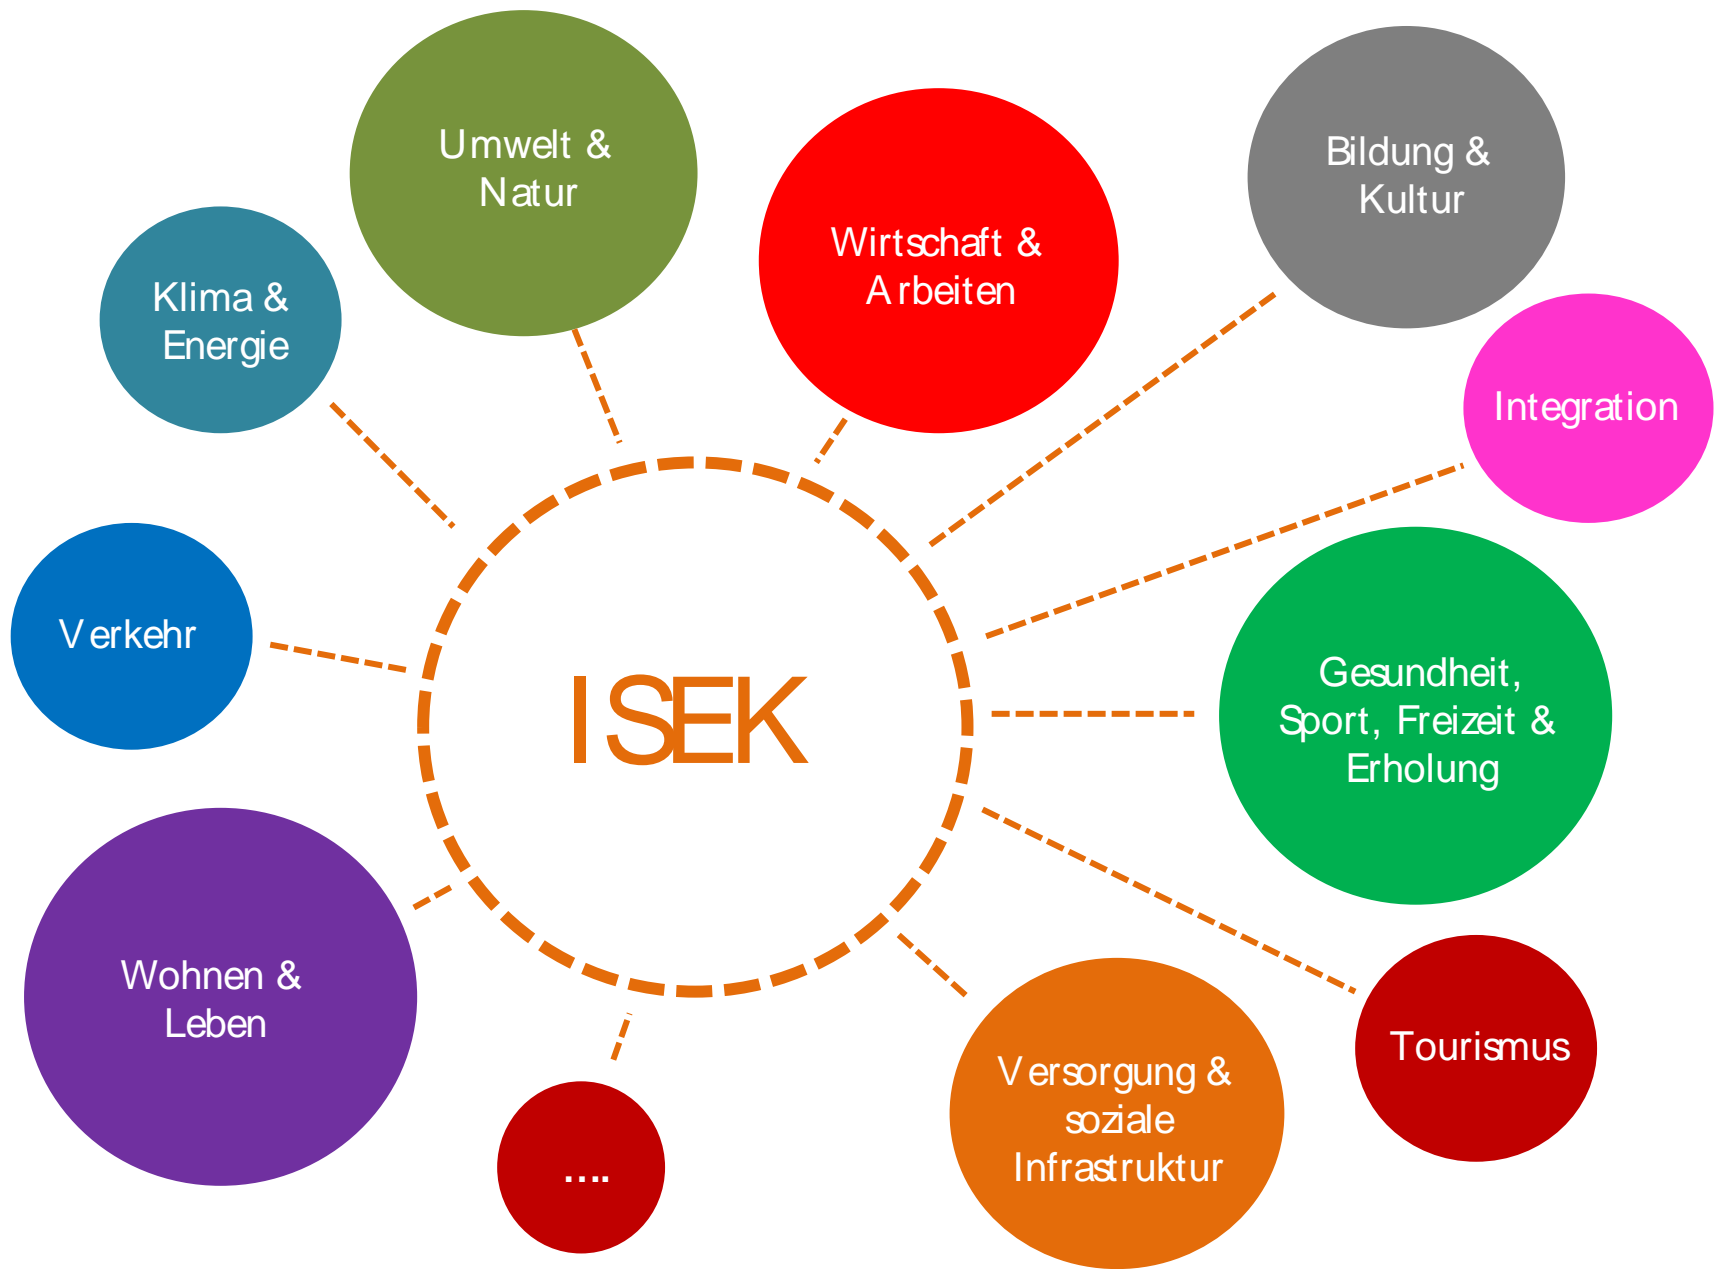 Umwelt &
Natur
Bildung &
Kultur
Wirtschaft &
Arbeiten
Klima &
Energie
Integration
Verkehr
ISEK
Gesundheit,
Sport, Freizeit &
Erholung
Wohnen &
Leben
Tourismus
Versorgung &
soziale
Infrastruktur
....